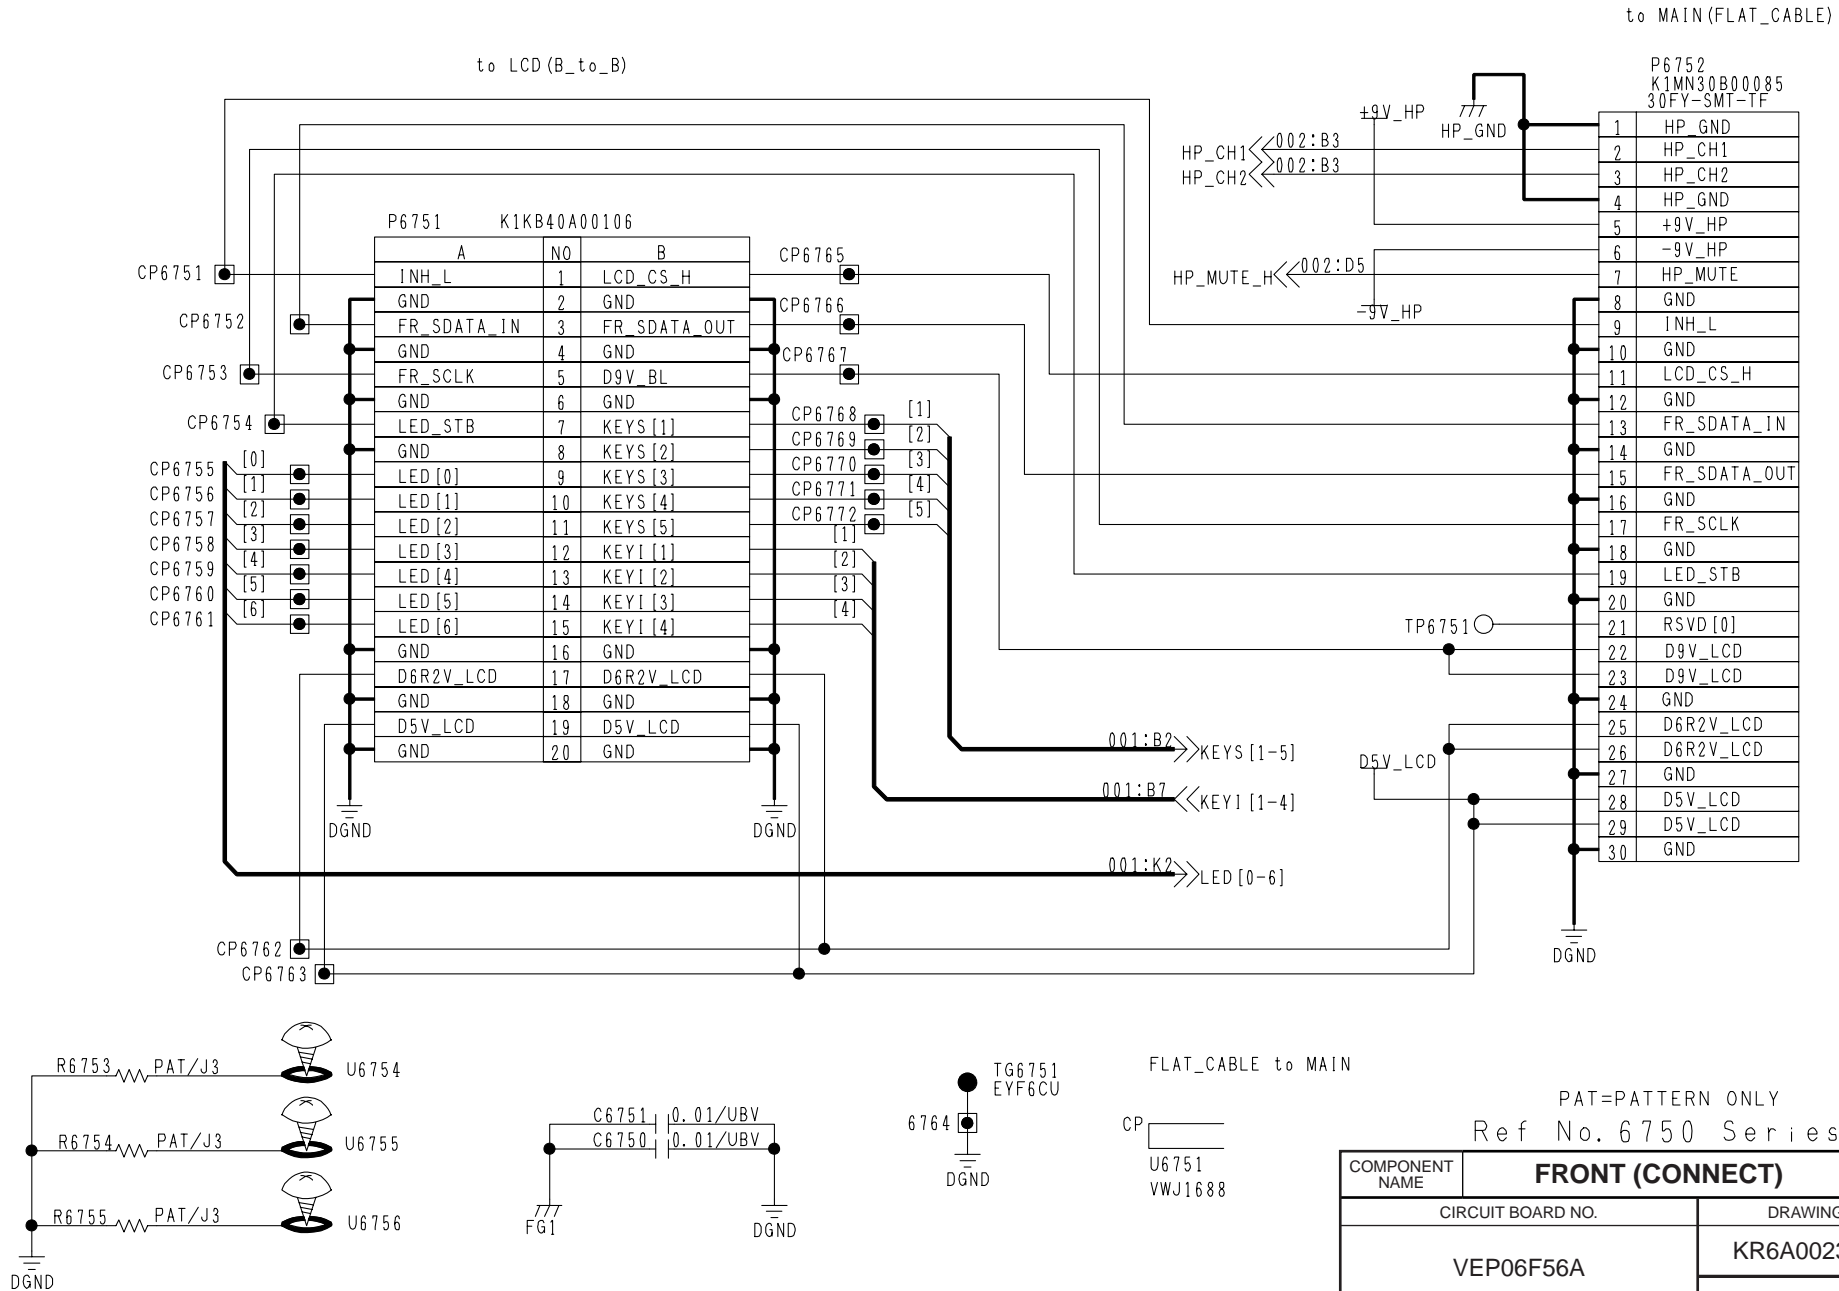 to MAIN(FLAT_CABLE)
to LCD(B_to_B)
P6752
K1MN30B00085
30FY-SMT-TF
+9V_HP
HP_GND
HP_CH1 002:B3
HP_CH2 002:B3
HP_MUTE_H 002:D5
-9V_HP
1 HP_GND
2 HP_CH1
3 HP_CH2
4 HP_GND
5 +9V_HP
6 -9V_HP
7 HP_MUTE
8 GND
9 INH_L
10 GND
11 LCD_CS_H
12 GND
13 FR_SDATA_IN
14 GND
15 FR_SDATA_OUT
16 GND
17 FR_SCLK
18 GND
19 LED_STB
20 GND
21 RSVD[0]
22 D9V_LCD
23 D9V_LCD
24 GND
25 D6R2V_LCD
26 D6R2V_LCD
27 GND
28 D5V_LCD
29 D5V_LCD
30 GND
TP6751
D5V_LCD
DGND
P6751 K1KB40A00106
A NO B
INH_L 1 LCD_CS_H
GND 2 GND
FR_SDATA_IN 3 FR_SDATA_OUT
GND 4 GND
FR_SCLK 5 D9V_BL
GND 6 GND
LED_STB 7 KEYS[1]
GND 8 KEYS[2]
LED[0] 9 KEYS[3]
LED[1] 10 KEYS[4]
LED[2] 11 KEYS[5]
LED[3] 12 KEYI[1]
LED[4] 13 KEYI[2]
LED[5] 14 KEYI[3]
LED[6] 15 KEYI[4]
GND 16 GND
D6R2V_LCD 17 D6R2V_LCD
GND 18 GND
D5V_LCD 19 D5V_LCD
GND 20 GND
CP6751
CP6752
CP6753
CP6754
CP6755 [0]
CP6756 [1]
CP6757 [2]
CP6758 [3]
CP6759 [4]
CP6760 [5]
CP6761 [6]
CP6765
CP6766
CP6767
CP6768 [1]
CP6769 [2]
CP6770 [3]
CP6771 [4]
CP6772 [5]
[1]
[2]
[3]
[4]
DGND
DGND
001:B2 KEYS[1-5]
001:B7 KEYI[1-4]
001:K2 LED[0-6]
CP6762
CP6763
R6753 PAT/J3 U6754
R6754 PAT/J3 U6755
R6755 PAT/J3 U6756
DGND
C6751 0.01/UBV
C6750 0.01/UBV
FG1
DGND
TG6751
EYF6CU
6764
DGND
FLAT_CABLE to MAIN
CP
U6751
VWJ1688
PAT=PATTERN ONLY
Ref No.6750 Series
COMPONENT NAME
FRONT (CONNECT)
CIRCUIT BOARD NO.
DRAWING
VEP06F56A
KR6A0023